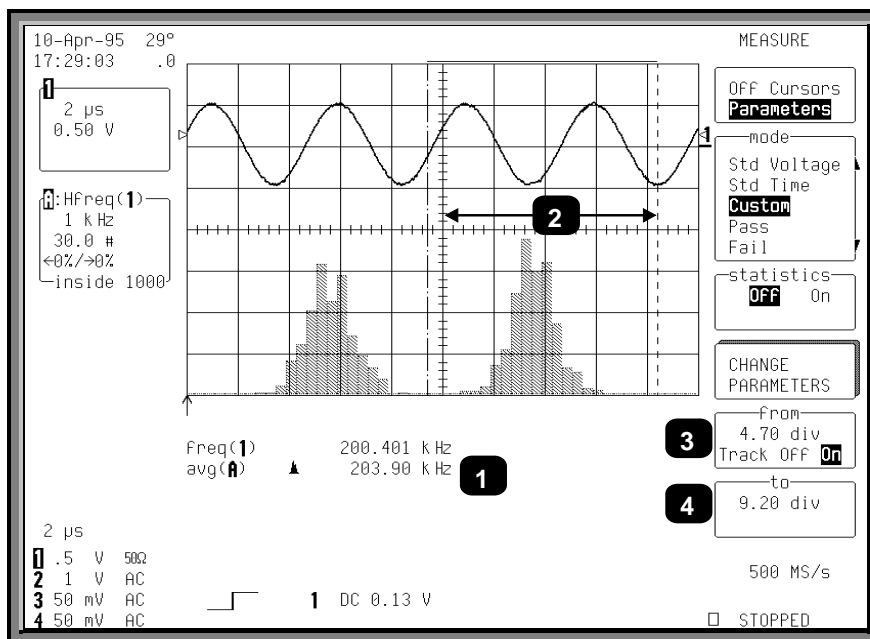 10-Apr-95 29°
17:29:03 .0
1
2 µs
0.50 V
A:Hfreq(1)
1 kHz
30.0 #
←0%/→0%
inside 1000
1
2
freq(1) 200.401 kHz
avg(A) 203.90 kHz
1
MEASURE
Off Cursors
Parameters
mode
Std Voltage
Std Time
Custom
Pass
Fail
statistics
Off On
CHANGE
PARAMETERS
3
from
4.70 div
Track Off On
4
to
9.20 div
2 µs
1 .5 V 50Ω
2 1 V AC
3 50 mV AC
4 50 mV AC
1 DC 0.13 V
500 MS/s
STOPPED